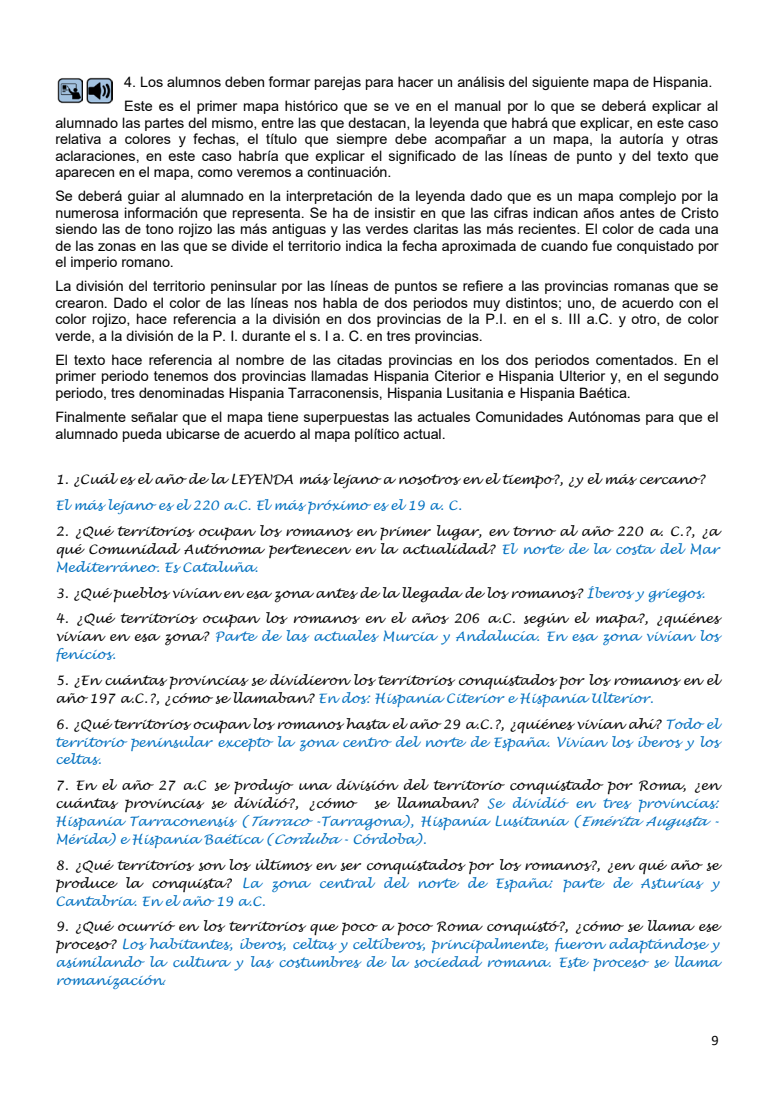 4. Los alumnos deben formar parejas para hacer un análisis del siguiente mapa de Hispania.
Este es el primer mapa histórico que se ve en el manual por lo que se deberá explicar al
alumnado las partes del mismo, entre las que destacan, la leyenda que habrá que explicar, en este caso
relativa a colores y fechas, el título que siempre debe acompañar a un mapa, la autoría y otras
aclaraciones, en este caso habría que explicar el significado de las líneas de punto y del texto que
aparecen en el mapa, como veremos a continuación.
Se deberá guiar al alumnado en la interpretación de la leyenda dado que es un mapa complejo por la
numerosa información que representa. Se ha de insistir en que las cifras indican años antes de Cristo
siendo las de tono rojizo las más antiguas y las verdes claritas las más recientes. El color de cada una
de las zonas en las que se divide el territorio indica la fecha aproximada de cuando fue conquistado por
el imperio romano.
La división del territorio peninsular por las líneas de puntos se refiere a las provincias romanas que se
crearon. Dado el color de las líneas nos habla de dos periodos muy distintos; uno, de acuerdo con el
color rojizo, hace referencia a la división en dos provincias de la P.I. en el s. III a.C. y otro, de color
verde, a la división de la P. I. durante el s. I a. C. en tres provincias.
El texto hace referencia al nombre de las citadas provincias en los dos periodos comentados. En el
primer periodo tenemos dos provincias llamadas Hispania Citerior e Hispania Ulterior y, en el segundo
periodo, tres denominadas Hispania Tarraconensis, Hispania Lusitania e Hispania Baética.
Finalmente señalar que el mapa tiene superpuestas las actuales Comunidades Autónomas para que el
alumnado pueda ubicarse de acuerdo al mapa político actual.
1. ¿Cuál es el año de la LEYENDA más lejano a nosotros en el tiempo?, ¿y el más cercano?
El más lejano es el 220 a.C. El más próximo es el 19 a. C.
2. ¿Qué territorios ocupan los romanos en primer lugar, en torno al año 220 a. C.?, ¿a
qué Comunidad Autónoma pertenecen en la actualidad? El norte de la costa del Mar
Mediterráneo. Es Cataluña.
3. ¿Qué pueblos vivían en esa zona antes de la llegada de los romanos? Íberos y griegos.
4. ¿Qué territorios ocupan los romanos en el años 206 a.C. según el mapa?, ¿quiénes
vivían en esa zona? Parte de las actuales Murcia y Andalucía. En esa zona vivían los
fenicios.
5. ¿En cuántas provincias se dividieron los territorios conquistados por los romanos en el
año 197 a.C.?, ¿cómo se llamaban? En dos: Hispania Citerior e Hispania Ulterior.
6. ¿Qué territorios ocupan los romanos hasta el año 29 a.C.?, ¿quiénes vivían ahí? Todo el
territorio peninsular excepto la zona centro del norte de España. Vivían los íberos y los
celtas.
7. En el año 27 a.C se produjo una división del territorio conquistado por Roma, ¿en
cuántas provincias se dividió?, ¿cómo se llamaban? Se dividió en tres provincias:
Hispania Tarraconensis (Tarraco -Tarragona), Hispania Lusitania (Emérita Augusta -
Mérida) e Hispania Baética (Corduba - Córdoba).
8. ¿Qué territorios son los últimos en ser conquistados por los romanos?, ¿en qué año se
produce la conquista? La zona central del norte de España: parte de Asturias y
Cantabria. En el año 19 a.C.
9. ¿Qué ocurrió en los territorios que poco a poco Roma conquistó?, ¿cómo se llama ese
proceso? Los habitantes, íberos, celtas y celtíberos, principalmente, fueron adaptándose y
asimilando la cultura y las costumbres de la sociedad romana. Este proceso se llama
romanización.
9